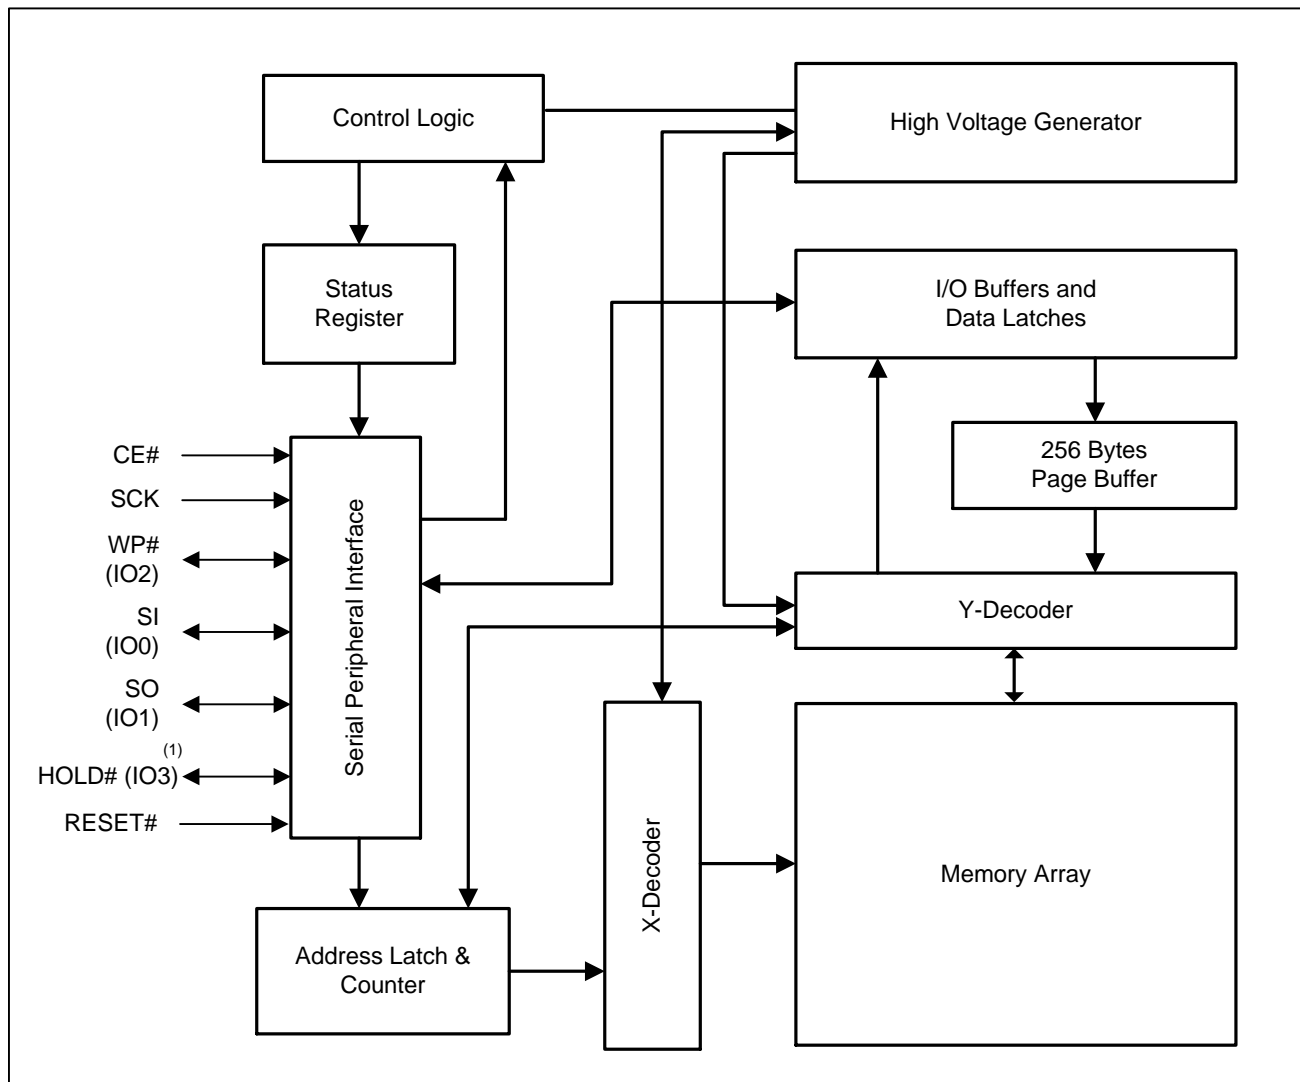 Control Logic
High Voltage Generator
Status
Register
I/O Buffers and
Data Latches
256 Bytes
Page Buffer
Y-Decoder
CE#
SCK
WP#
(IO2)
SI
(IO0)
SO
(IO1)
(1)
HOLD# (IO3)
RESET#
Serial Peripheral Interface
X-Decoder
Memory Array
Address Latch &
Counter